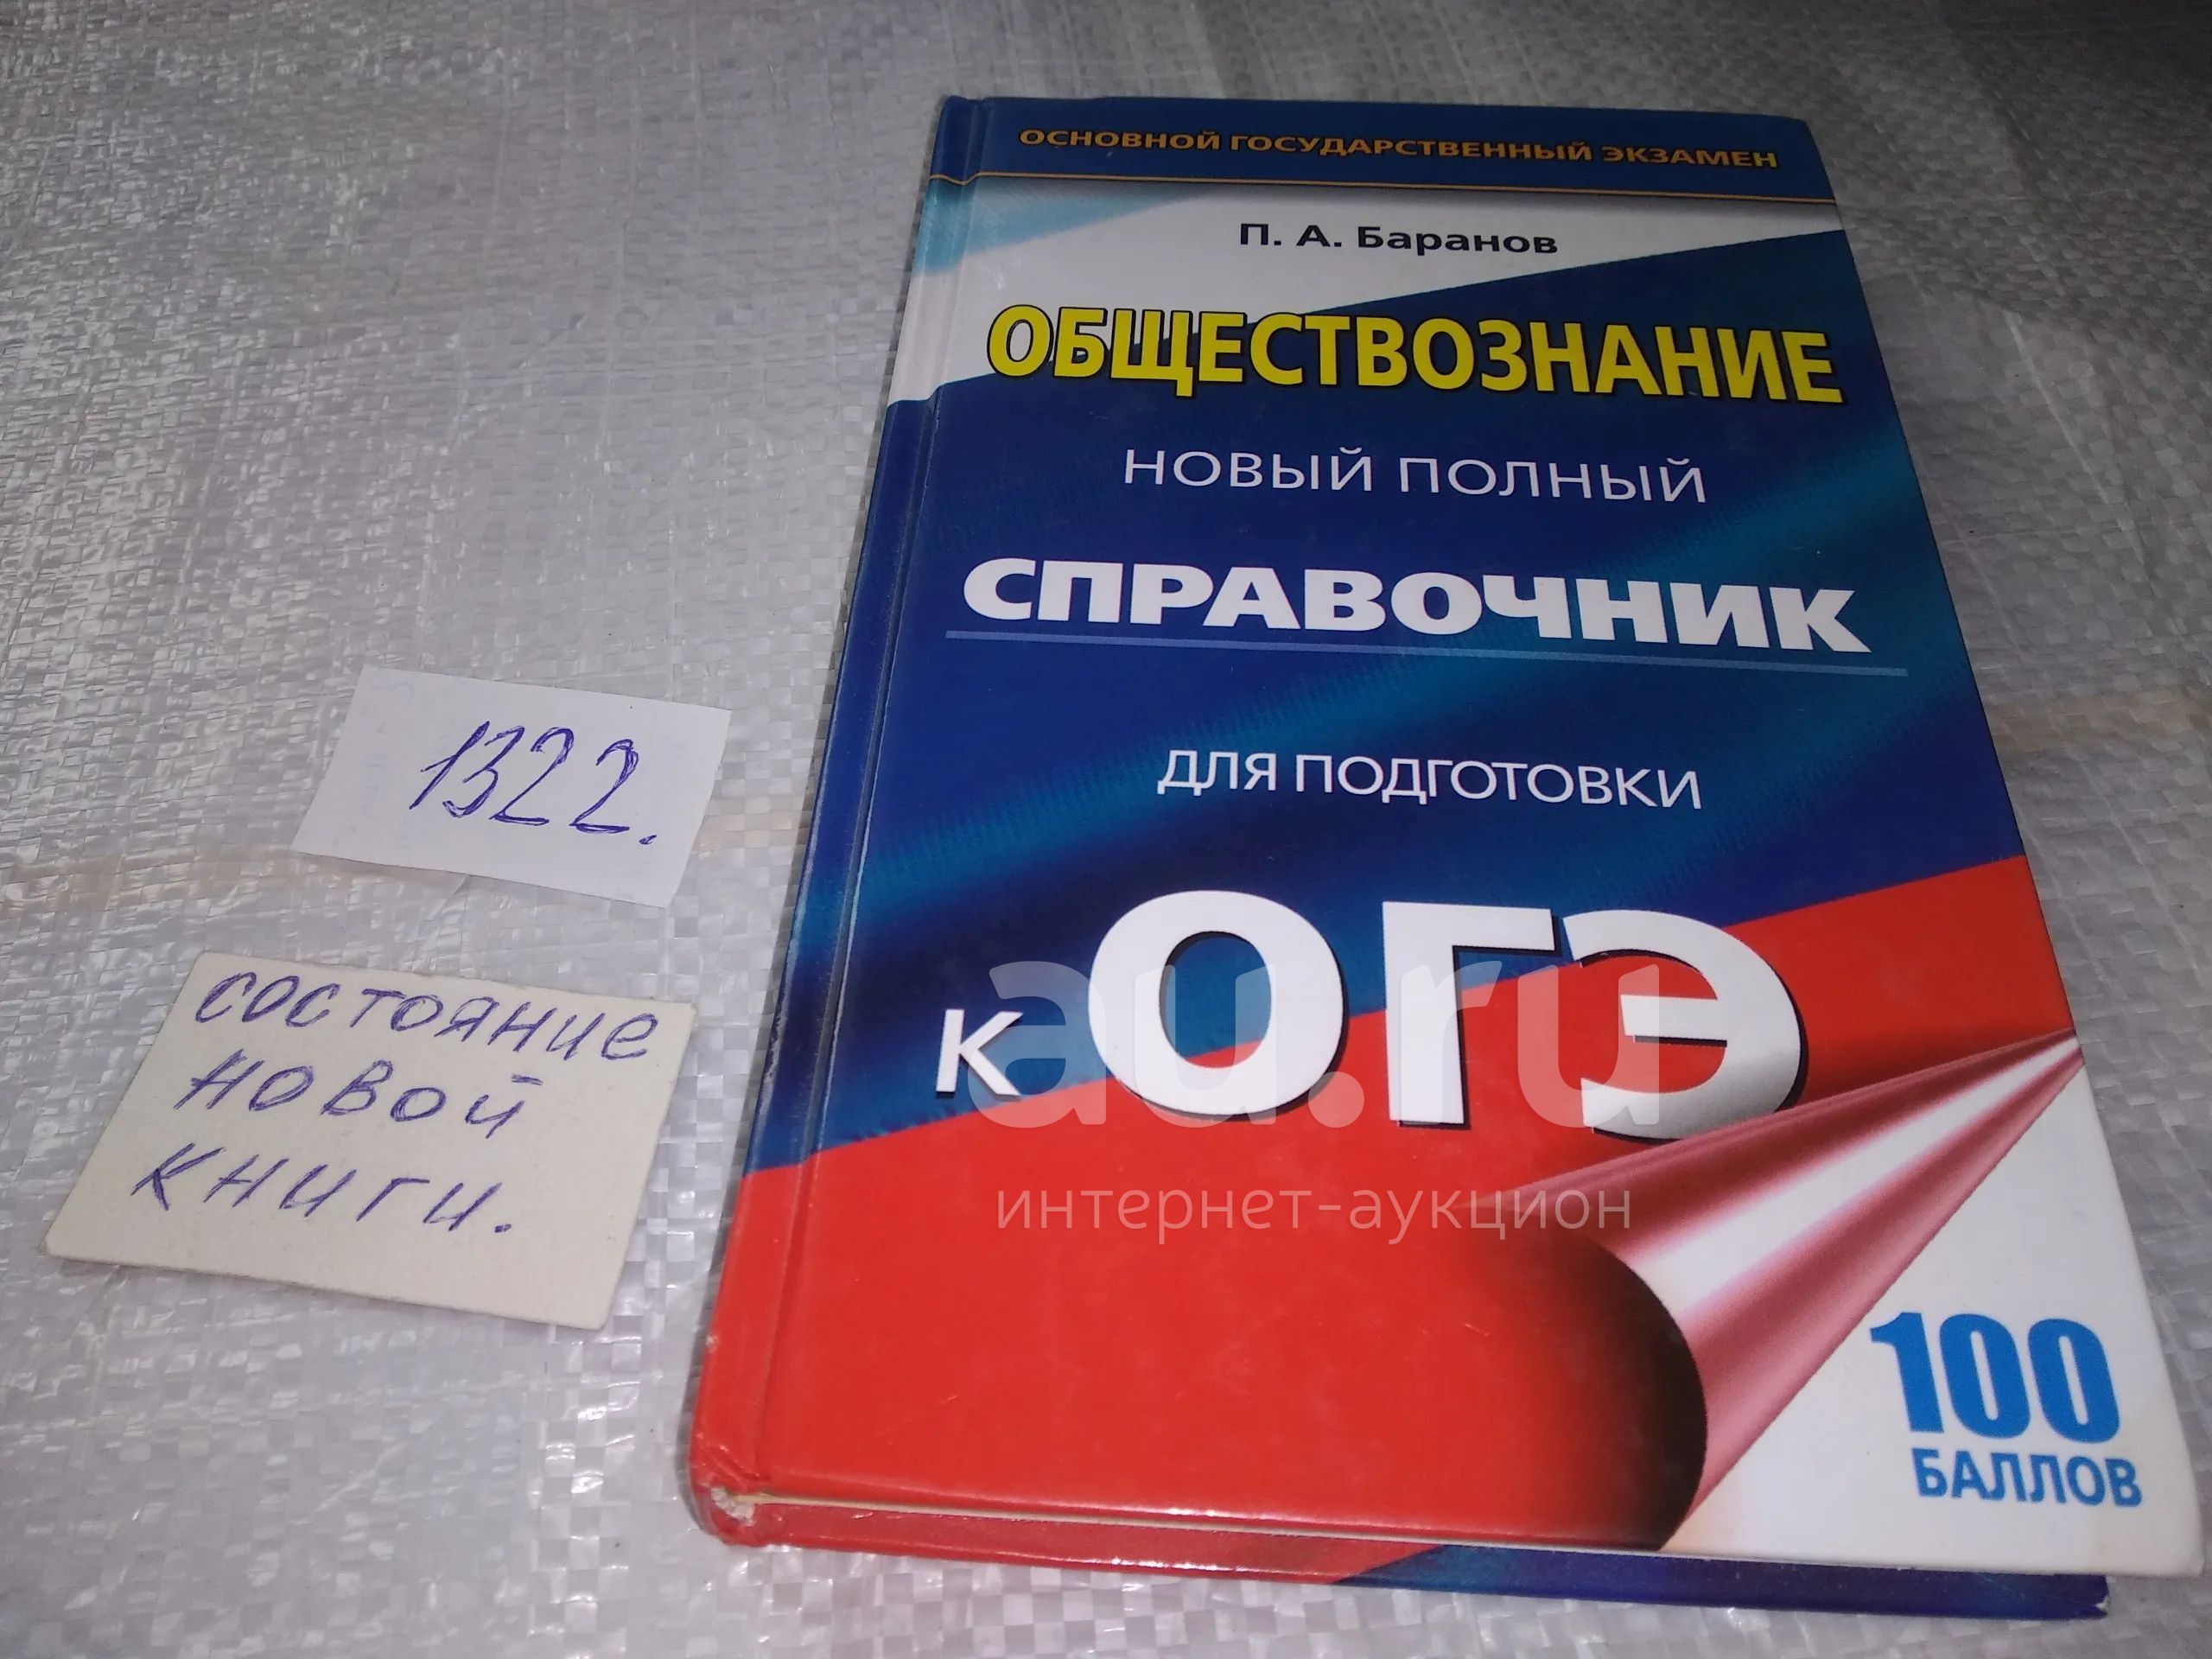 ОСНОВНОЙ ГОСУДАРСТВЕННЫЙ ЭКЗАМЕН
П. А. Баранов
ОБЩЕСТВОЗНАНИЕ
НОВЫЙ ПОЛНЫЙ
СПРАВОЧНИК
ДЛЯ ПОДГОТОВКИ
К ОГЭ
100
БАЛЛОВ
1322.
состояние
новой
книги.
au.ru
интернет-аукцион